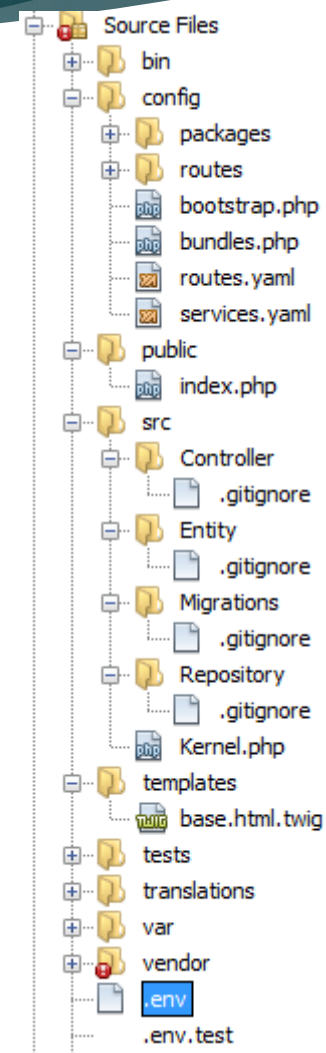 Source Files
bin
config
packages
routes
bootstrap.php
bundles.php
routes.yaml
services.yaml
public
index.php
src
Controller
.gitignore
Entity
.gitignore
Migrations
.gitignore
Repository
.gitignore
Kernel.php
templates
base.html.twig
tests
translations
var
vendor
.env
.env.test